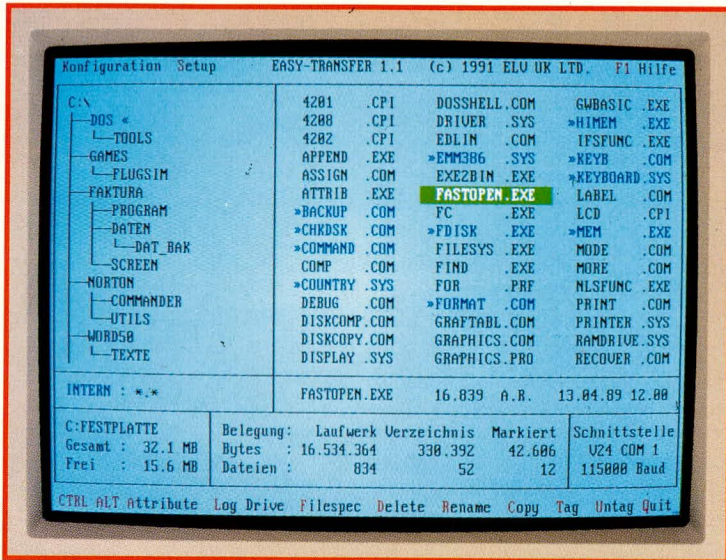 Konfiguration Setup EASY-TRANSFER 1.1 (c) 1991 ELV UK LTD. F1 Hilfe
C:\
DOS «
TOOLS
GAMES
FLUGSIM
FAKTURA
PROGRAM
DATEN
DAT_BAK
SCREEN
NORTON
COMMANDER
UTILS
WORD50
TEXTE
4201 .CPI DOSSHELL.COM GWBASIC .EXE
4208 .CPI DRIVER .SYS »HIMEM .EXE
4202 .CPI EDLIN .COM IFSFUNC .EXE
APPEND .EXE »EMM386 .SYS »KEYB .COM
ASSIGN .COM EXE2BIN .EXE »KEYBOARD.SYS
ATTRIB .EXE FASTOPEN.EXE LABEL .COM
»BACKUP .COM FC .EXE LCD .CPI
»CHKDSK .COM »FDISK .EXE »MEM .EXE
»COMMAND .COM FILESYS .EXE MODE .COM
COMP .COM FIND .EXE MORE .COM
»COUNTRY .SYS FOR .PRF NLSFUNC .EXE
DEBUG .COM »FORMAT .COM PRINT .COM
DISKCOMP.COM GRAFTABL.COM PRINTER .SYS
DISKCOPY.COM GRAPHICS.COM RAMDRIVE.SYS
DISPLAY .SYS GRAPHICS.PRO RECOVER .COM
INTERN : *.* FASTOPEN.EXE 16.839 A.R. 13.04.89 12.00
C:FESTPLATTE
Gesamt : 32.1 MB
Frei : 15.6 MB
Belegung: Laufwerk Verzeichnis Markiert
Bytes : 16.534.364 330.392 42.606
Dateien : 834 52 12
Schnittstelle
V24 COM 1
115000 Baud
CTRL ALT Attribute Log Drive Filespec Delete Rename Copy Tag Untag Quit